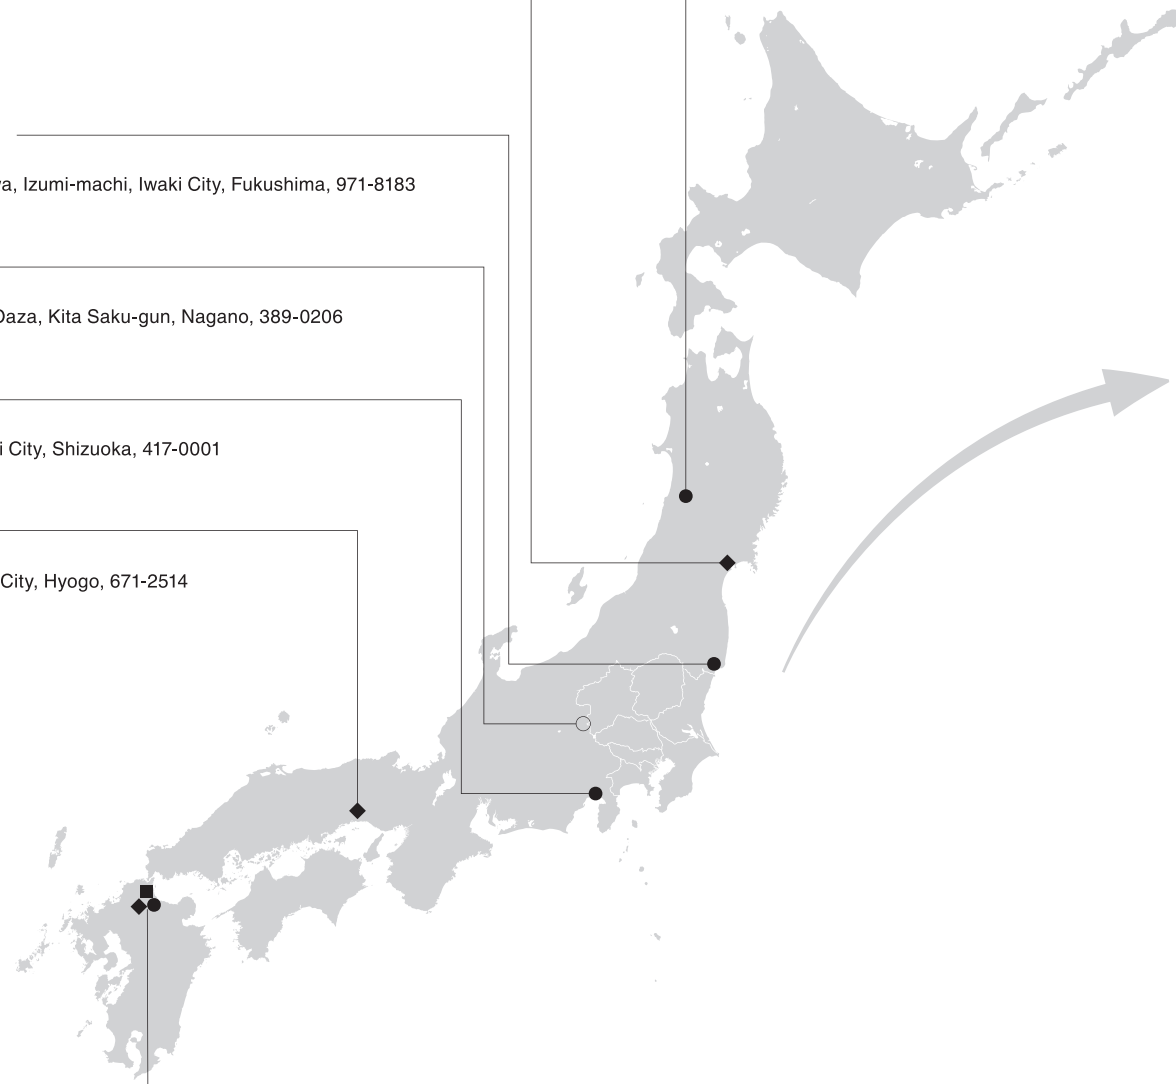 Izumi-machi, Iwaki City, Fukushima, 971-8183
Kita Saku-gun, Nagano, 389-0206
City, Shizuoka, 417-0001
City, Hyogo, 671-2514